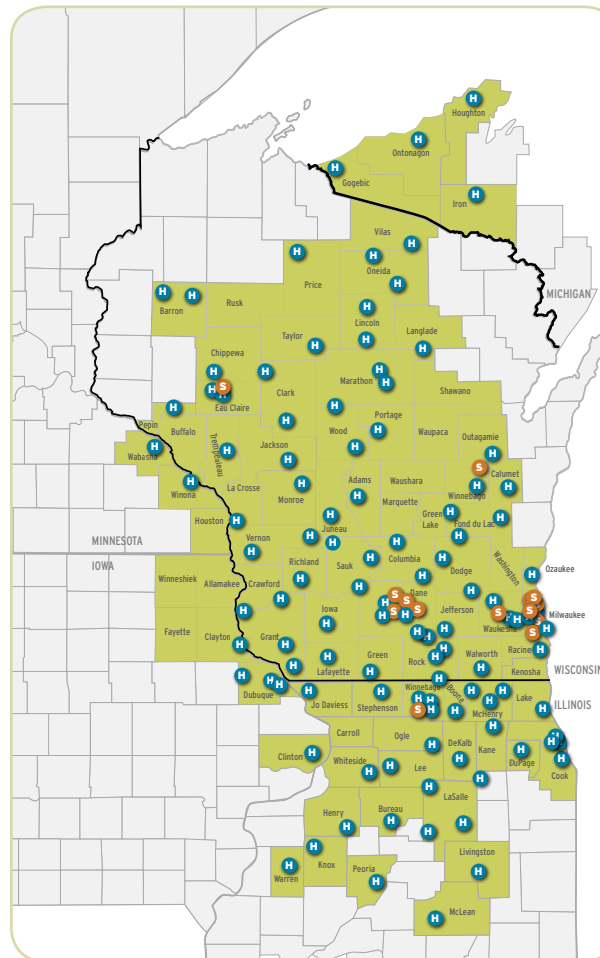 Houghton
Ontonagon
Gogebic
Iron
Vilas
Oneida
Price
MICHIGAN
Barron
Rusk
Lincoln
Taylor
Langlade
Chippewa
Marathon
Clark
Shawano
Eau Claire
Pepin
Buffalo
Portage
Waupaca
Outagamie
Wabasha
Trempealeau
Jackson
Wood
Calumet
Winona
La Crosse
Monroe
Adams
Waushara
Winnebago
Marquette
Green
Lake
Fond du Lac
Houston
Juneau
MINNESOTA
IOWA
Vernon
Richland
Sauk
Columbia
Dodge
Washington
Ozaukee
Winneshiek
Allamakee
Crawford
Dane
Jefferson
Milwaukee
Waukesha
Fayette
Clayton
Grant
Iowa
Green
Rock
Walworth
Racine
Lafayette
Kenosha
WISCONSIN
Dubuque
Jo Daviess
Stephenson
Winnebago
Boone
McHenry
Lake
ILLINOIS
Carroll
Ogle
DeKalb
Kane
DuPage
Cook
Clinton
Whiteside
Lee
LaSalle
Henry
Bureau
Livingston
Warren
Knox
Peoria
McLean